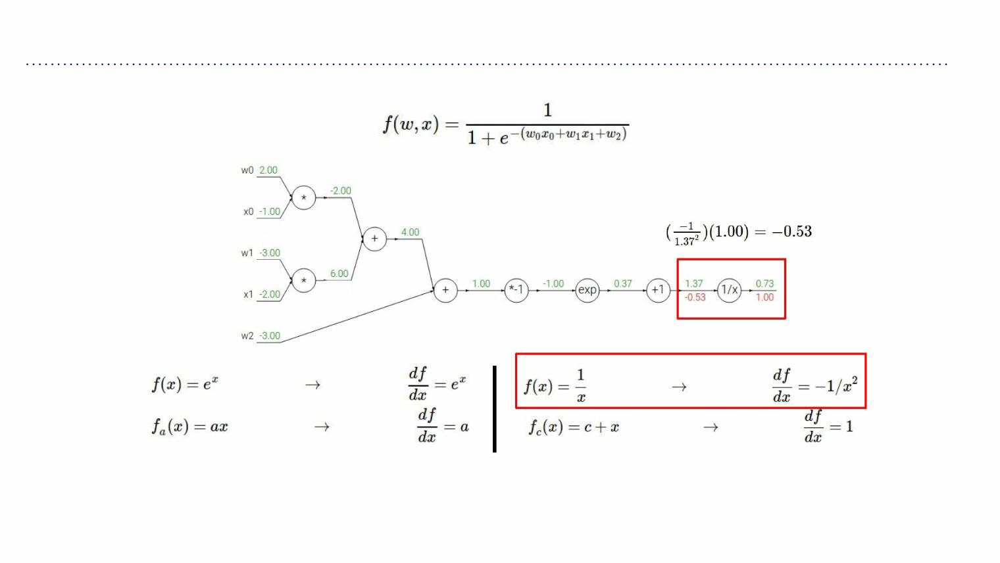 f(w, x) = 1 / (1 + e^{-(w_0x_0+w_1x_1+w_2)})
w0 2.00
*
-2.00
x0 -1.00
+
4.00
(\frac{-1}{1.37^2})(1.00) = -0.53
w1 -3.00
*
6.00
x1 -2.00
+ 1.00 *-1 -1.00 exp 0.37 +1 1.37 1/x 0.73
-0.53 1.00
w2 -3.00
f(x) = e^x → df/dx = e^x
f(x) = 1/x → df/dx = -1/x^2
f_a(x) = ax → df/dx = a
f_c(x) = c + x → df/dx = 1